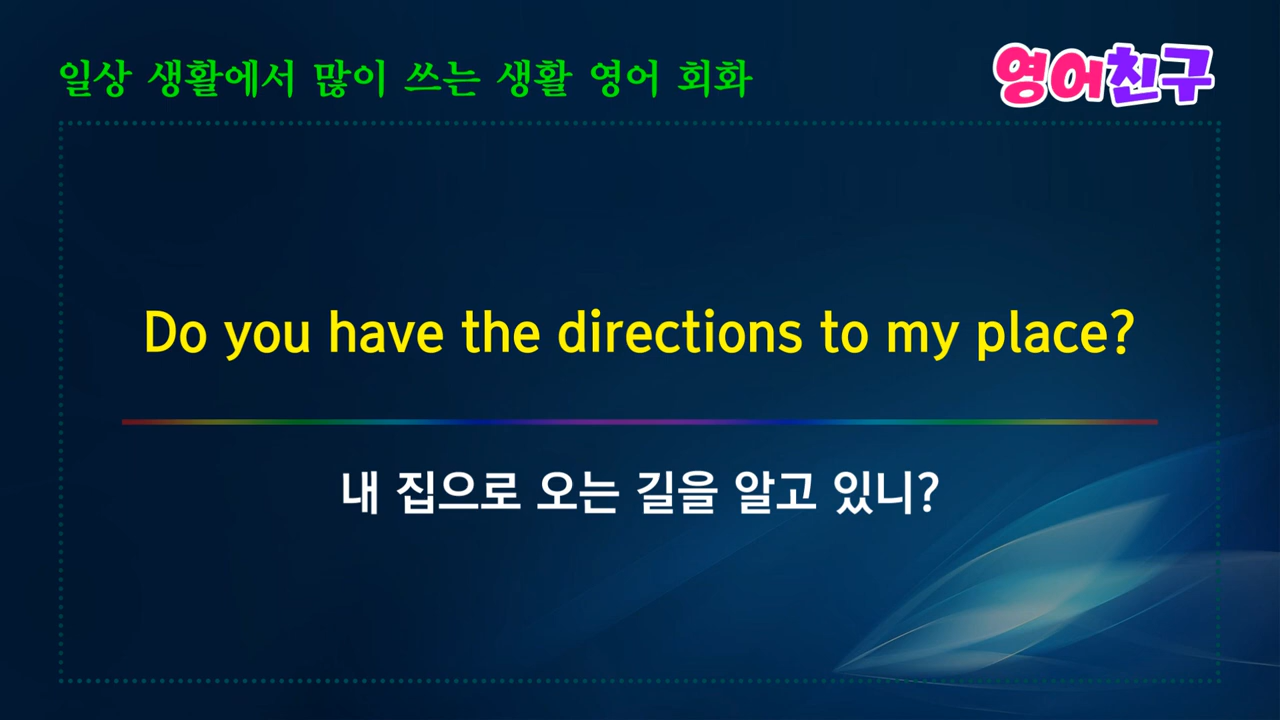 일상 생활에서 많이 쓰는 생활 영어 회화
영어친구
Do you have the directions to my place?
내 집으로 오는 길을 알고 있니?